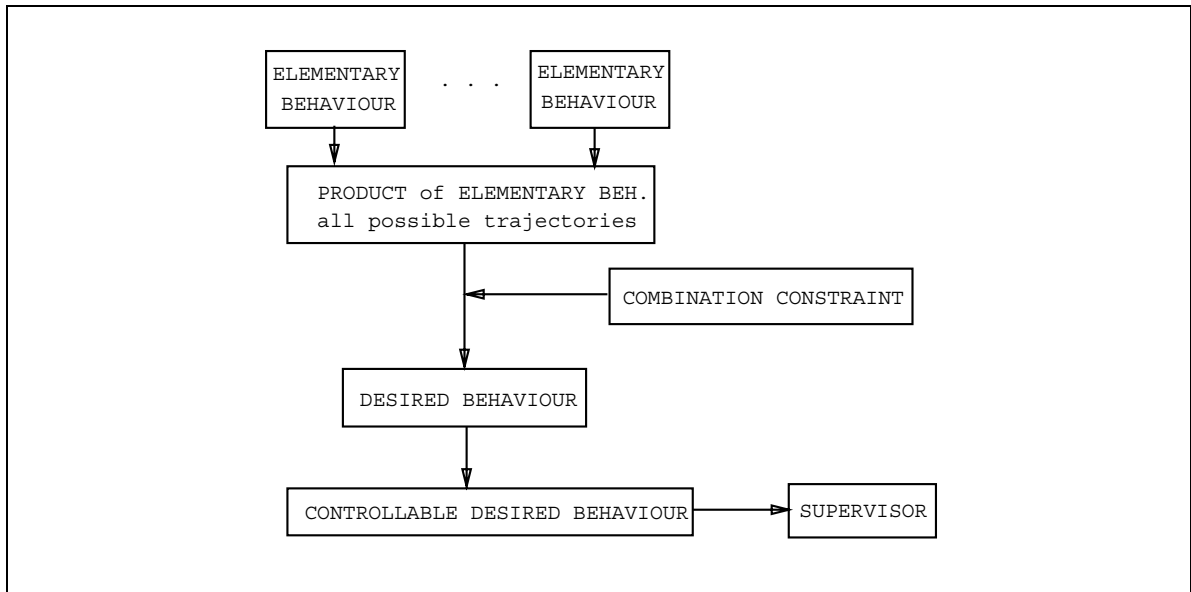 ELEMENTARY
BEHAVIOUR
. . .
ELEMENTARY
BEHAVIOUR
PRODUCT of ELEMENTARY BEH.
all possible trajectories
COMBINATION CONSTRAINT
DESIRED BEHAVIOUR
CONTROLLABLE DESIRED BEHAVIOUR
SUPERVISOR